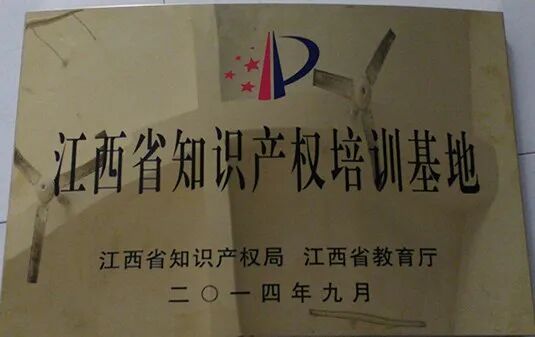 江西省知识产权培训基地
江西省知识产权局 江西省教育厅
二〇一四年九月